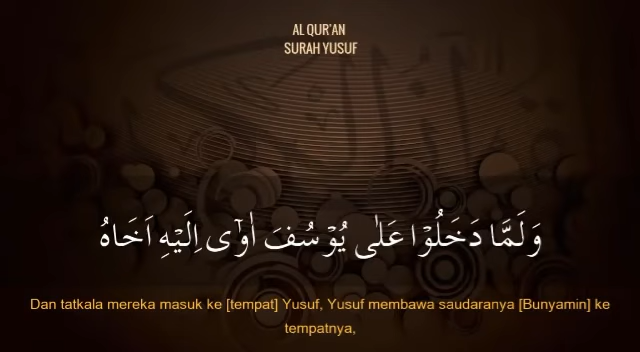 AL QUR'AN
SURAH YUSUF
وَلَمَّا دَخَلُوْا عَلٰى يُوْسُفَ اٰوٰٓى اِلَيْهِ اَخَاهُ
Dan tatkala mereka masuk ke [tempat] Yusuf, Yusuf membawa saudaranya [Bunyamin] ke
tempatnya,